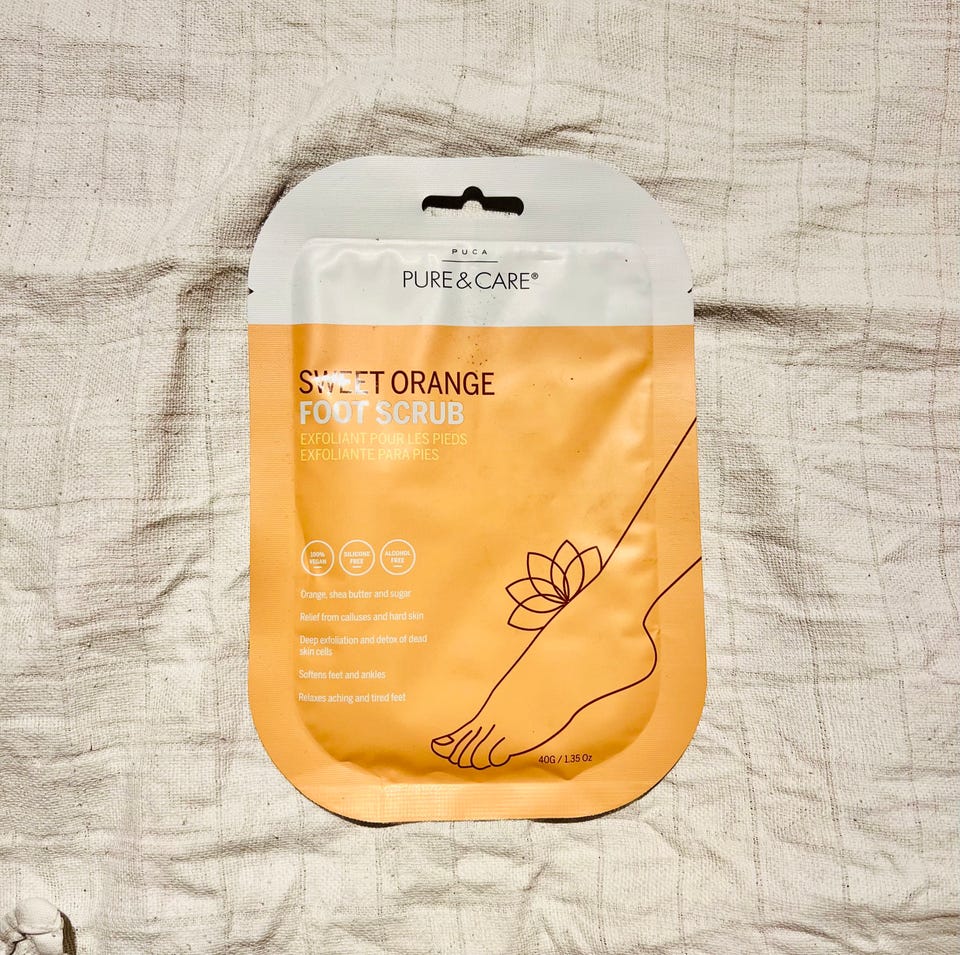 PUCA
PURE & CARE®
SWEET ORANGE
FOOT SCRUB
EXFOLIANT POUR LES PIEDS
EXFOLIANTE PARA PIES
100%
VEGAN
SILICONE
FREE
ALCOHOL
FREE
Orange, shea butter and sugar
Relief from calluses and hard skin
Deep exfoliation and detox of dead
skin cells
Softens feet and ankles
Relaxes aching and tired feet
40G / 1.35 Oz